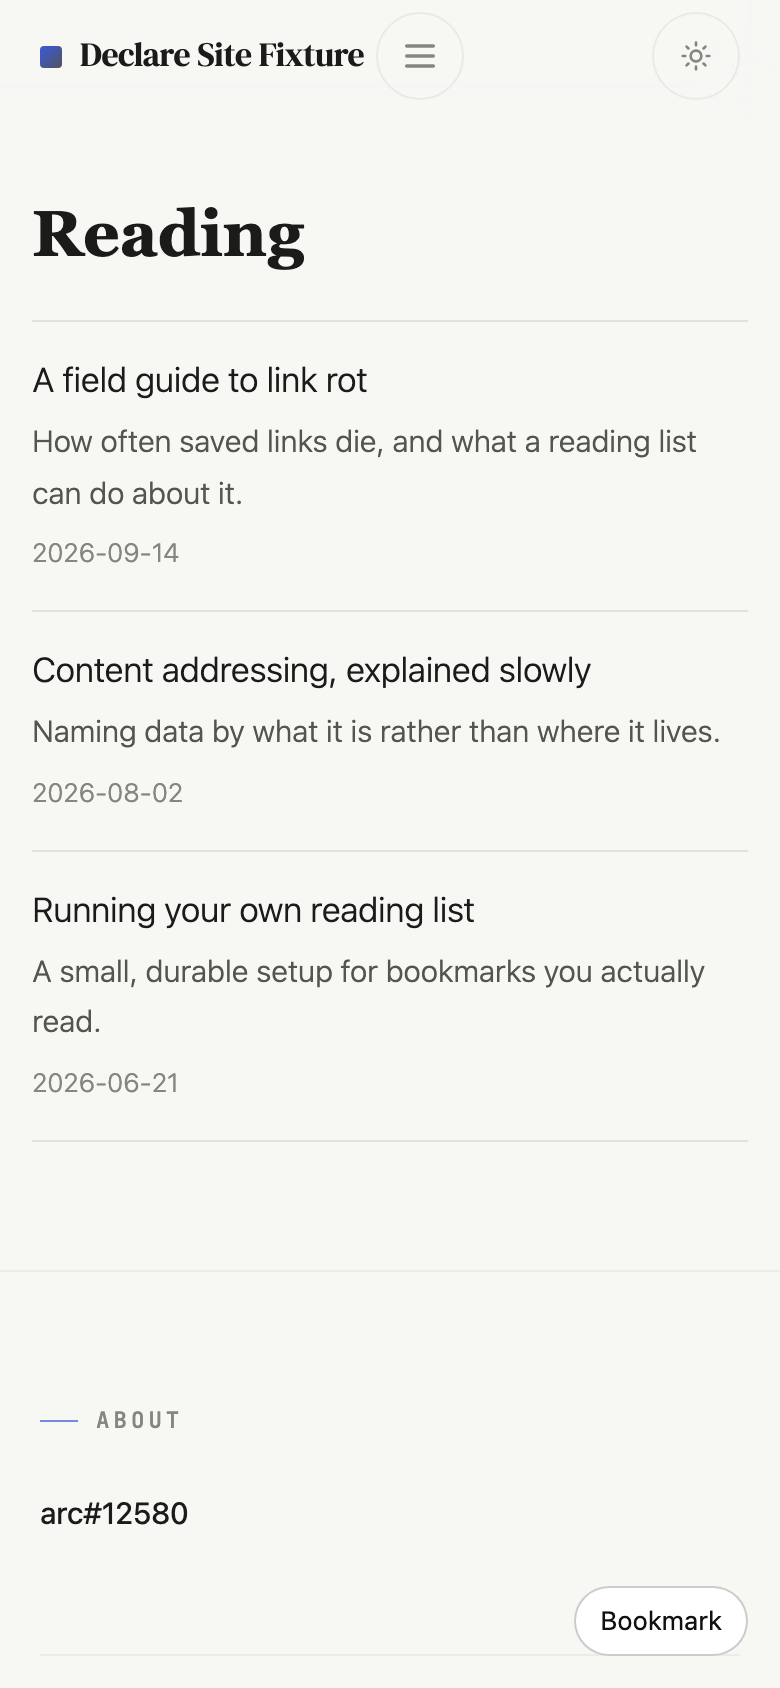 Declare Site Fixture
Reading
A field guide to link rot
How often saved links die, and what a reading list
can do about it.
2026-09-14
Content addressing, explained slowly
Naming data by what it is rather than where it lives.
2026-08-02
Running your own reading list
A small, durable setup for bookmarks you actually
read.
2026-06-21
ABOUT
arc#12580
Bookmark